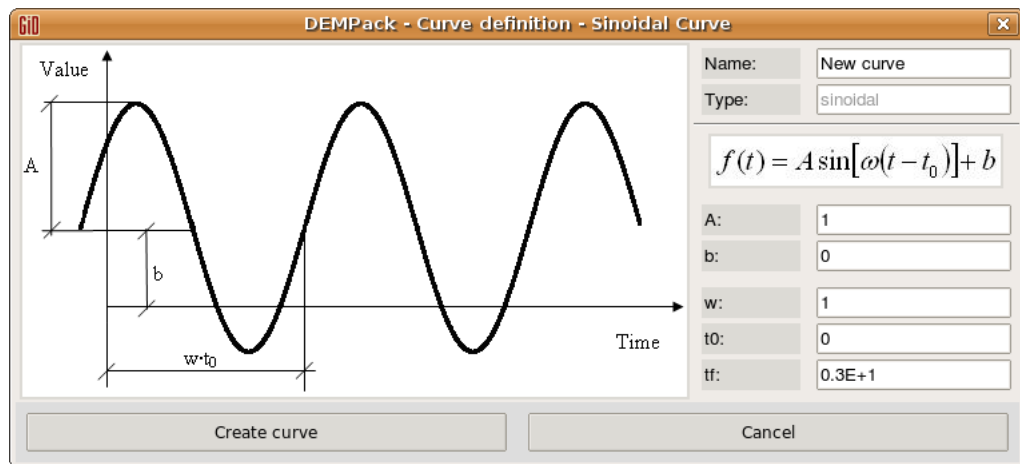 GiD
DEMPack - Curve definition - Sinoidal Curve
Value
A
b
w·t0
Time
Name: New curve
Type: sinoidal
f(t) = A sin[ω(t − t0)] + b
A: 1
b: 0
w: 1
t0: 0
tf: 0.3E+1
Create curve
Cancel